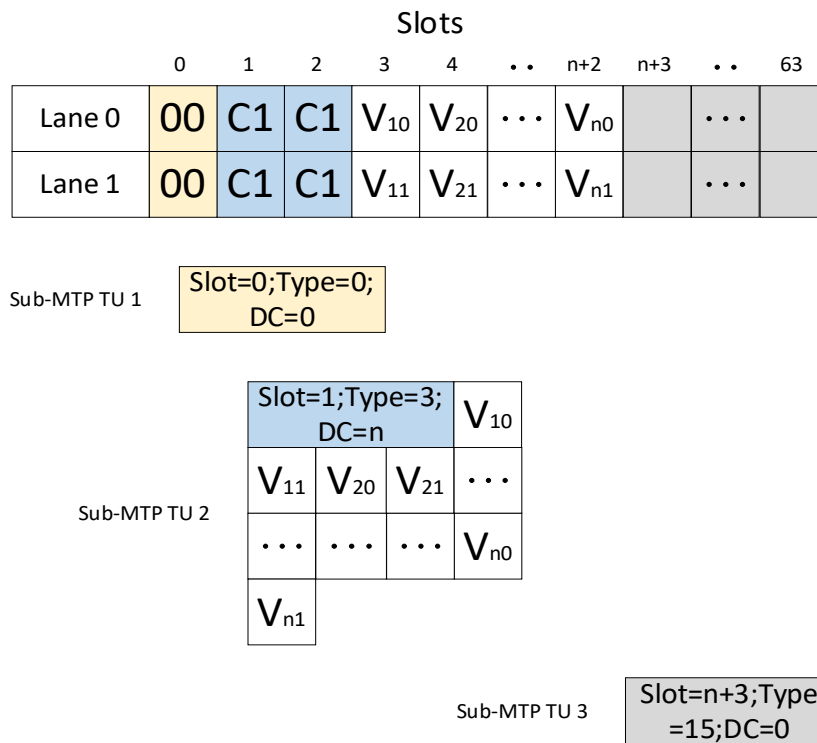 Slots
0 1 2 3 4 · · n+2 n+3 · · 63
Lane 0 00 C1 C1 V10 V20 · · · Vn0 · · ·
Lane 1 00 C1 C1 V11 V21 · · · Vn1 · · ·
Sub-MTP TU 1
Slot=0;Type=0;
DC=0
Sub-MTP TU 2
Slot=1;Type=3;
DC=n
V10
V11 V20 V21 · · ·
· · · · · · · · · Vn0
Vn1
Sub-MTP TU 3
Slot=n+3;Type
=15;DC=0